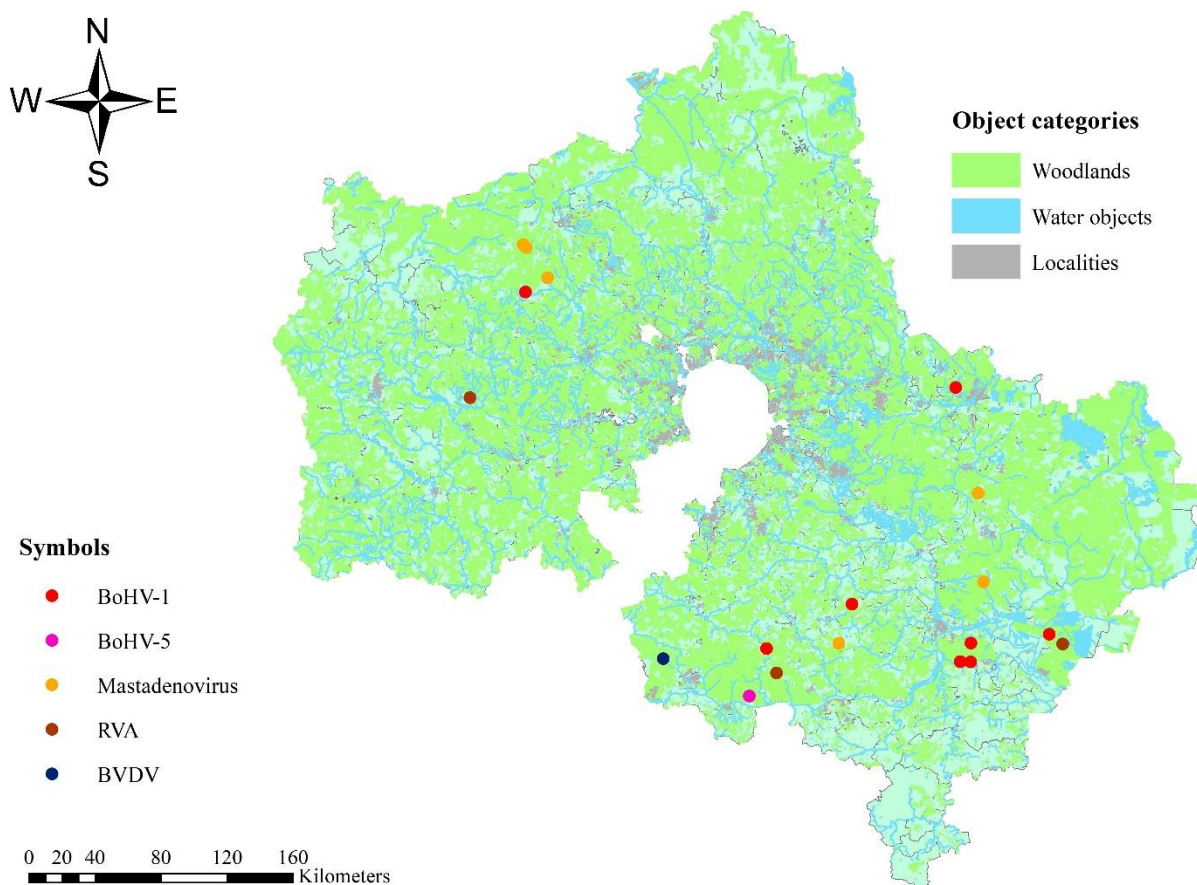 N
W E
S
Object categories
Woodlands
Water objects
Localities
Symbols
BoHV-1
BoHV-5
Mastadenovirus
RVA
BVDV
0 20 40 80 120 160
Kilometers